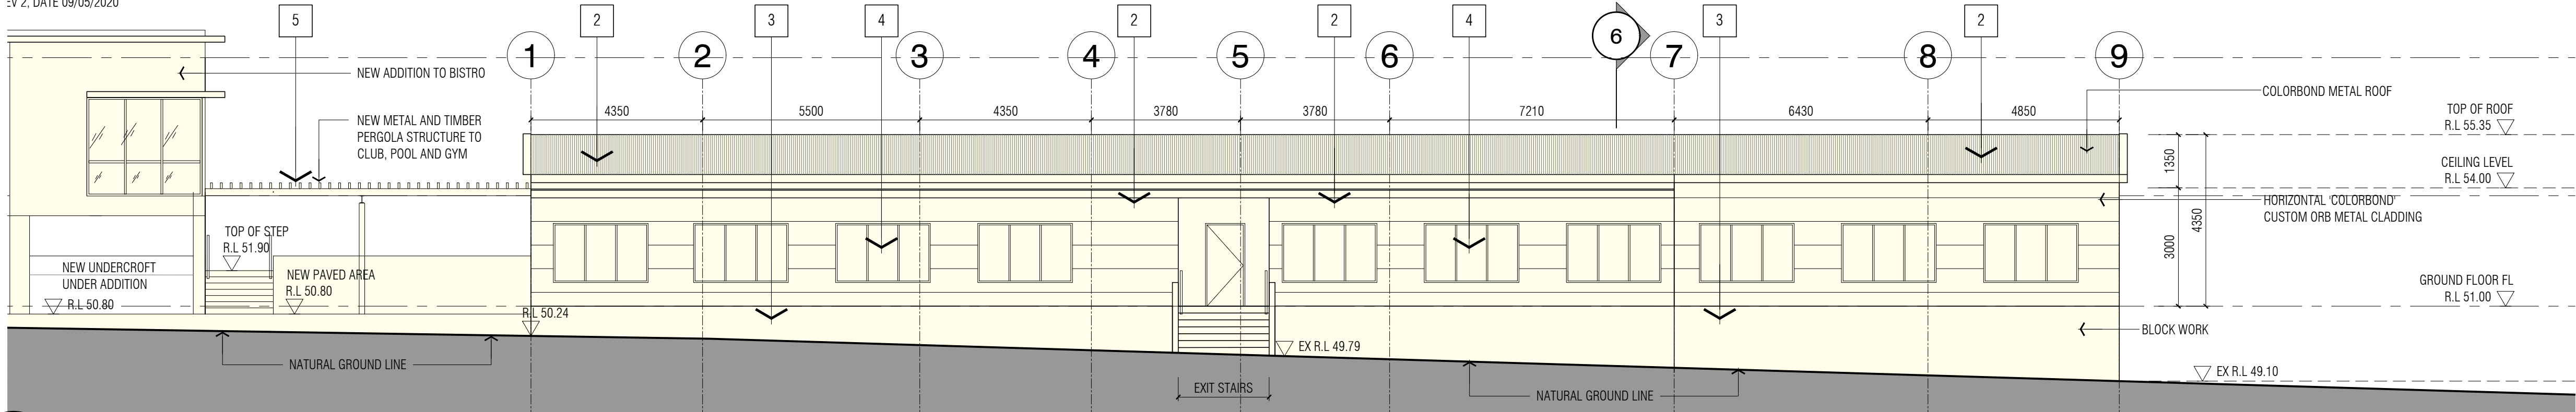 EV 2, DATE 09/05/2020
5
2
3
4
2
2
4
6
3
2
1
2
3
4
5
6
7
8
9
NEW ADDITION TO BISTRO
NEW METAL AND TIMBER
PERGOLA STRUCTURE TO
CLUB, POOL AND GYM
4350
5500
4350
3780
3780
7210
6430
4850
COLORBOND METAL ROOF
TOP OF ROOF
R.L 55.35
CEILING LEVEL
R.L 54.00
1350
3000
4350
HORIZONTAL 'COLORBOND'
CUSTOM ORB METAL CLADDING
GROUND FLOOR FL
R.L 51.00
TOP OF STEP
R.L 51.90
NEW UNDERCROFT
UNDER ADDITION
R.L 50.80
NEW PAVED AREA
R.L 50.80
R.L 50.24
EX R.L 49.79
BLOCK WORK
EX R.L 49.10
NATURAL GROUND LINE
EXIT STAIRS
NATURAL GROUND LINE